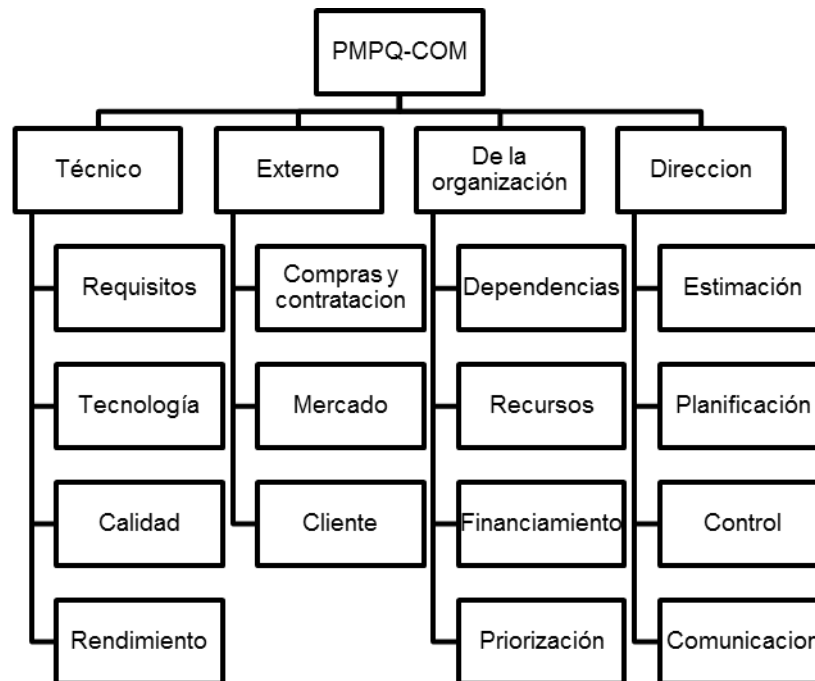 PMPQ-COM
Técnico
Externo
De la
organización
Direccion
Requisitos
Compras y
contratacion
Dependencias
Estimación
Tecnología
Mercado
Recursos
Planificación
Calidad
Cliente
Financiamiento
Control
Rendimiento
Priorización
Comunicacion